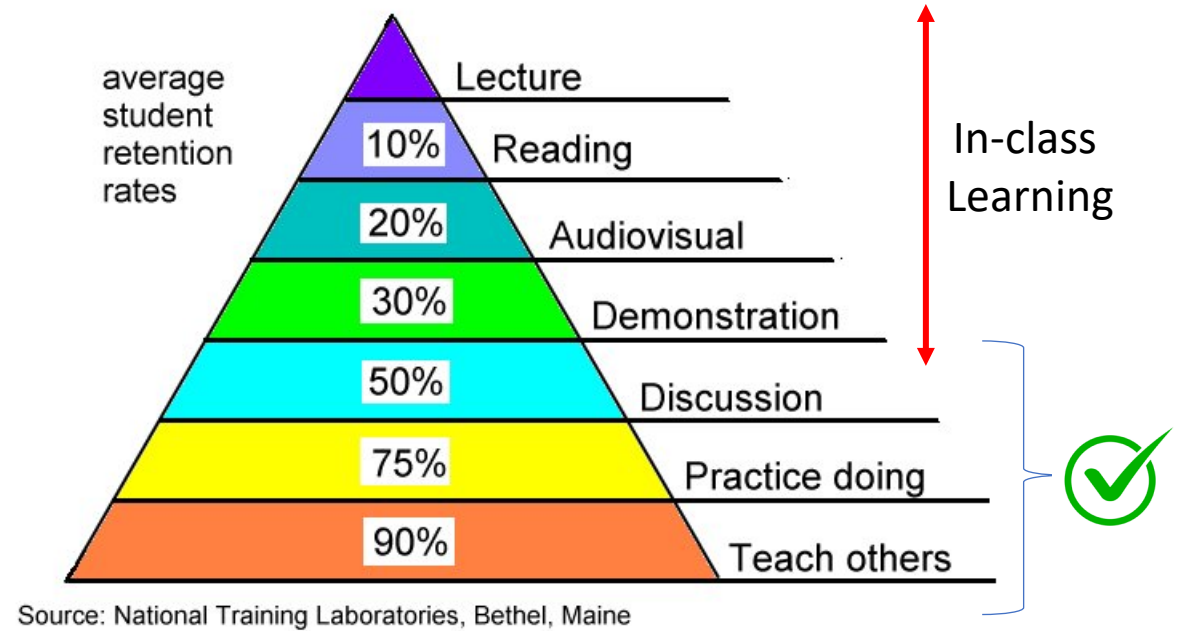 average
student
retention
rates
Lecture
10% Reading
20% Audiovisual
30% Demonstration
50% Discussion
75% Practice doing
90% Teach others
In-class
Learning
Source: National Training Laboratories, Bethel, Maine